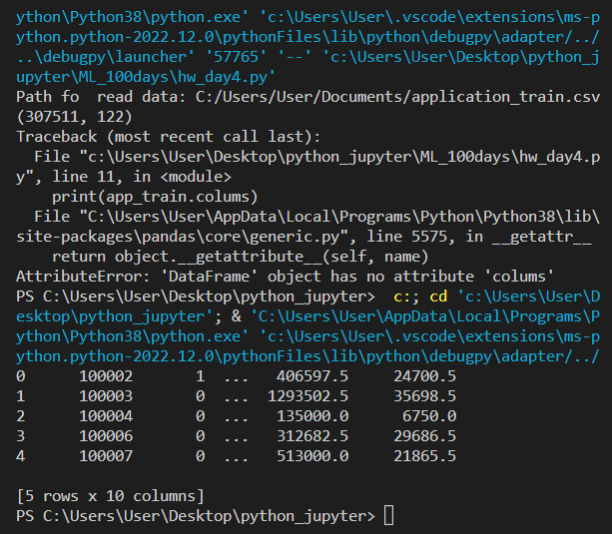 ython\Python38\python.exe' 'c:\Users\User\.vscode\extensions\ms-p
ython.python-2022.12.0\pythonFiles\lib\python\debugpy\adapter/../
..\debugpy\launcher' '57765' '--' 'c:\Users\User\Desktop\python_j
upyter\ML_100days\hw_day4.py'
Path fo  read data: C:/Users/User/Documents/application_train.csv
(307511, 122)
Traceback (most recent call last):
  File "c:\Users\User\Desktop\python_jupyter\ML_100days\hw_day4.p
y", line 11, in <module>
    print(app_train.colums)
  File "C:\Users\User\AppData\Local\Programs\Python\Python38\lib\
site-packages\pandas\core\generic.py", line 5575, in __getattr__
    return object.__getattribute__(self, name)
AttributeError: 'DataFrame' object has no attribute 'colums'
PS C:\Users\User\Desktop\python_jupyter>  c:; cd 'c:\Users\User\D
esktop\python_jupyter'; & 'C:\Users\User\AppData\Local\Programs\P
ython\Python38\python.exe' 'c:\Users\User\.vscode\extensions\ms-p
ython.python-2022.12.0\pythonFiles\lib\python\debugpy\adapter/../
0      100002       1  ...    406597.5     24700.5
1      100003       0  ...   1293502.5     35698.5
2      100004       0  ...    135000.0      6750.0
3      100006       0  ...    312682.5     29686.5
4      100007       0  ...    513000.0     21865.5
[5 rows x 10 columns]
PS C:\Users\User\Desktop\python_jupyter>